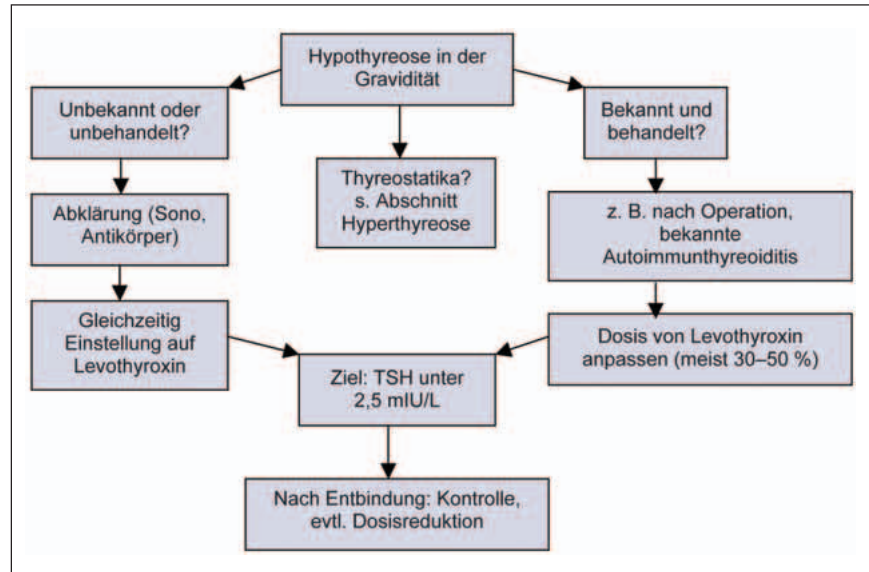 Hypothyreose in der
Gravidität
Unbekannt oder
unbehandelt?
Bekannt und
behandelt?
Thyreostatika?
s. Abschnitt
Hyperthyreose
Abklärung (Sono,
Antikörper)
z. B. nach Operation,
bekannte
Autoimmunthyreoiditis
Gleichzeitig
Einstellung auf
Levothyroxin
Dosis von Levothyroxin
anpassen (meist 30–50 %)
Ziel: TSH unter
2,5 mIU/L
Nach Entbindung: Kontrolle,
evtl. Dosisreduktion